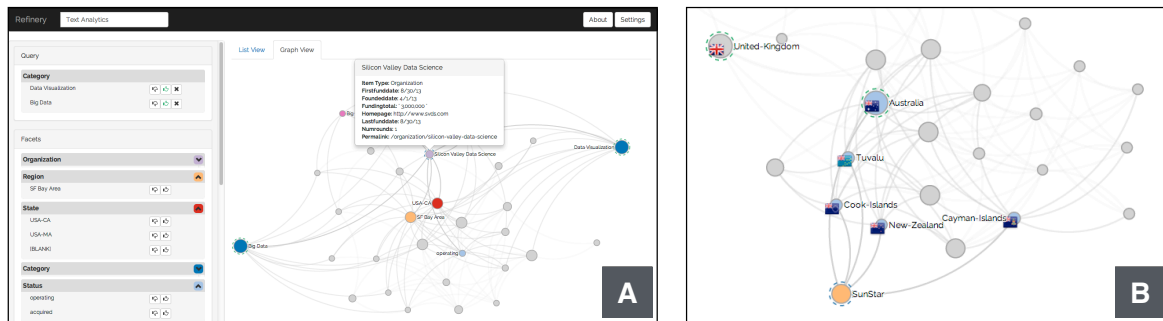 Refinery
Text Analytics
About
Settings
Query
Category
Data Visualization
Big Data
Facets
Organization
Region
SF Bay Area
State
USA-CA
USA-MA
[BLANK]
Category
Status
operating
acquired
List View
Graph View
Silicon Valley Data Science
Item Type: Organization
Firstfunddate: 8/30/13
Foundeddate: 4/1/13
Fundingtotal: ` 3,000,000 `
Homepage: http://www.svds.com
Lastfunddate: 8/30/13
Numrounds: 1
Permalink: /organization/silicon-valley-data-science
Big
Silicon Valley Data Science
Data Visualization
USA-CA
SF Bay Area
Big Data
operating
A
United-Kingdom
Australia
Tuvalu
Cook-Islands
New-Zealand
Cayman-Islands
SunStar
B